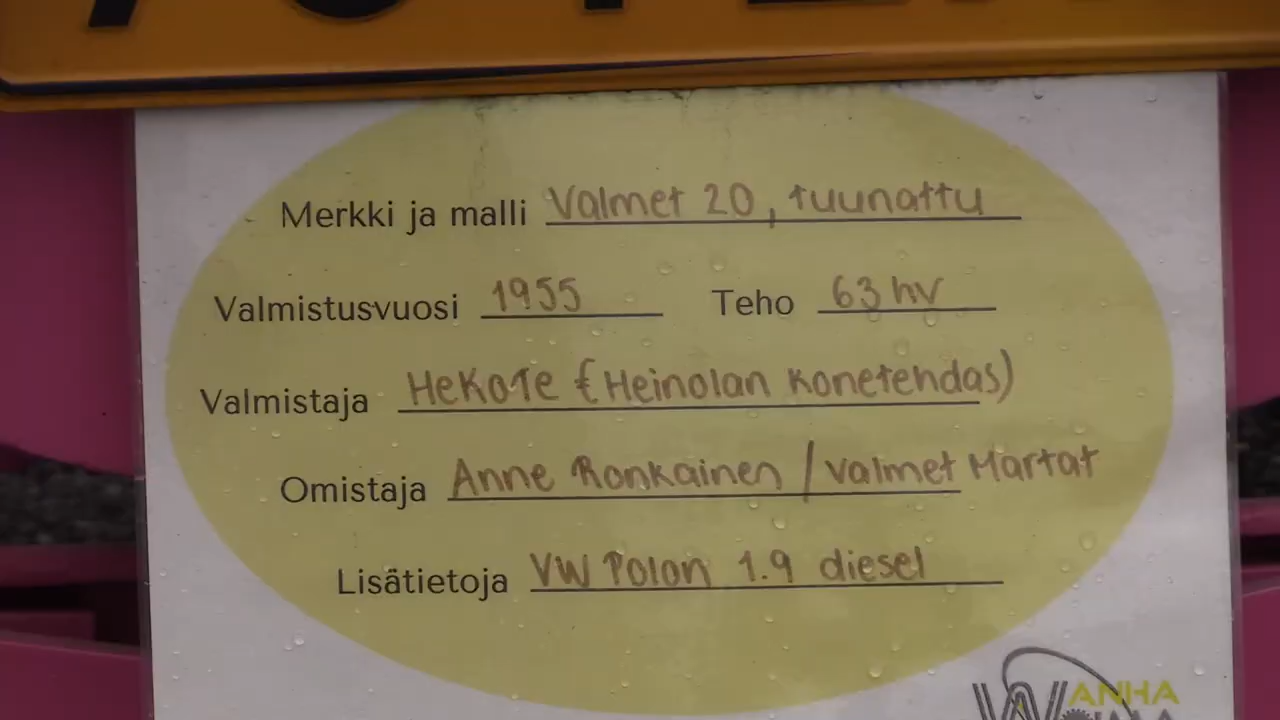 Merkki ja malli Valmet 20, tuunattu
Valmistusvuosi 1955 Teho 63 hv
Valmistaja HeKoTe (Heinolan Konetehdas)
Omistaja Anne Ronkainen / Valmet Martat
Lisätietoja VW Polon 1.9 diesel
WANHA